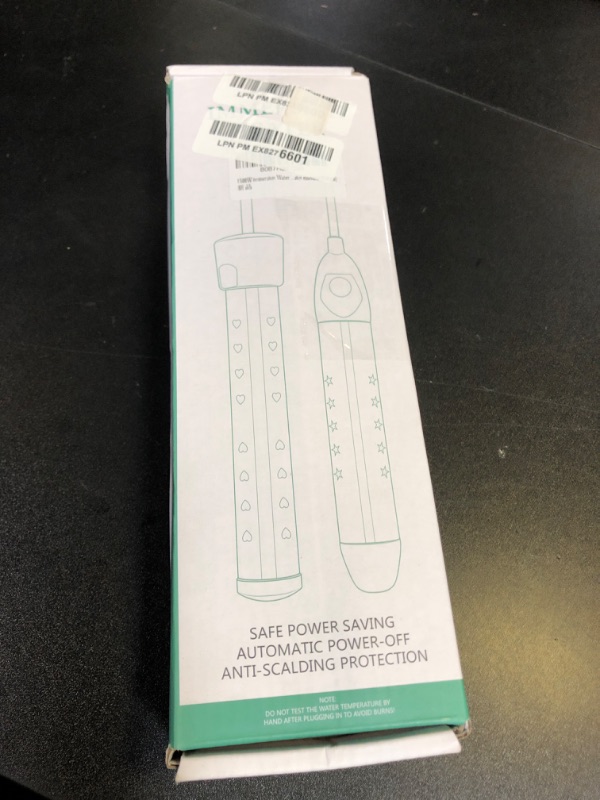 LPN PM EX82
LPN PM EX8276601
SAFE POWER SAVING
AUTOMATIC POWER-OFF
ANTI-SCALDING PROTECTION
NOTE:
DO NOT TEST THE WATER TEMPERATURE BY
HAND AFTER PLUGGING IN TO AVOID BURNS!